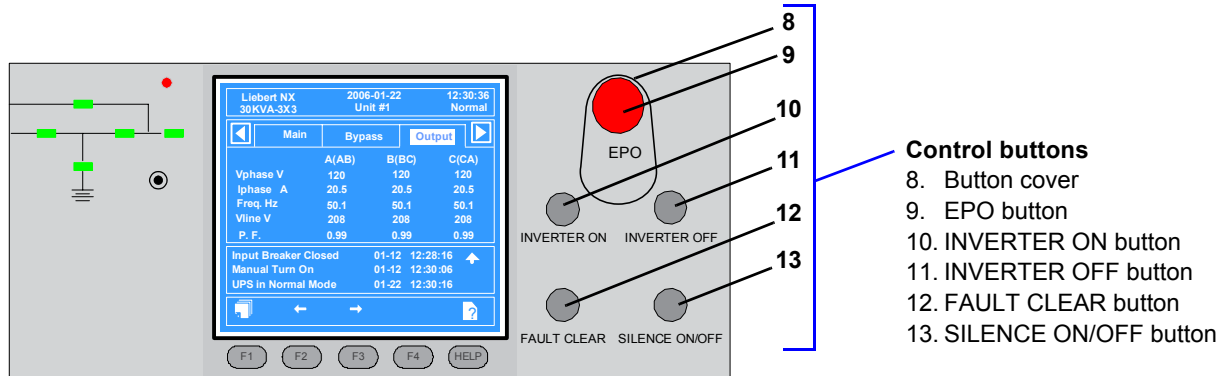 8
9
10
11
12
13
Liebert NX 2006-01-22 12:30:36
30KVA-3X3 Unit #1 Normal
Main Bypass Output
A(AB) B(BC) C(CA)
Vphase V 120 120 120
Iphase A 20.5 20.5 20.5
Freq. Hz 50.1 50.1 50.1
Vline V 208 208 208
P. F. 0.99 0.99 0.99
Input Breaker Closed 01-12 12:28:16
Manual Turn On 01-12 12:30:06
UPS in Normal Mode 01-22 12:30:16
?
F1 F2 F3 F4 HELP
EPO
INVERTER ON INVERTER OFF
FAULT CLEAR SILENCE ON/OFF
Control buttons
8. Button cover
9. EPO button
10. INVERTER ON button
11. INVERTER OFF button
12. FAULT CLEAR button
13. SILENCE ON/OFF button